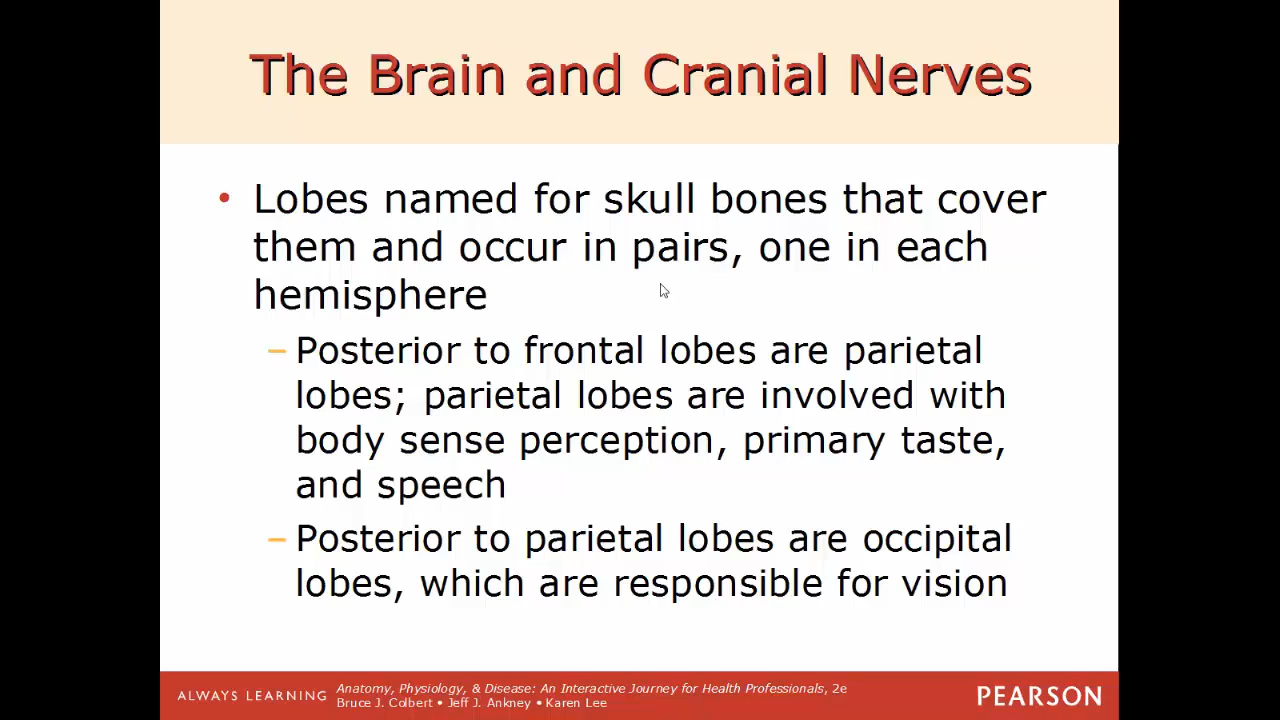 The Brain and Cranial Nerves
• Lobes named for skull bones that cover
them and occur in pairs, one in each
hemisphere
– Posterior to frontal lobes are parietal
lobes; parietal lobes are involved with
body sense perception, primary taste,
and speech
– Posterior to parietal lobes are occipital
lobes, which are responsible for vision
ALWAYS LEARNING
Anatomy, Physiology, & Disease: An Interactive Journey for Health Professionals, 2e
Bruce J. Colbert • Jeff J. Ankney • Karen Lee
PEARSON